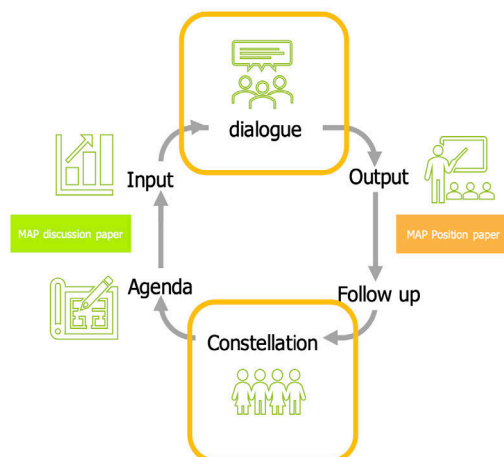 dialogue
Input
Output
MAP discussion paper
MAP Position paper
Agenda
Follow up
Constellation